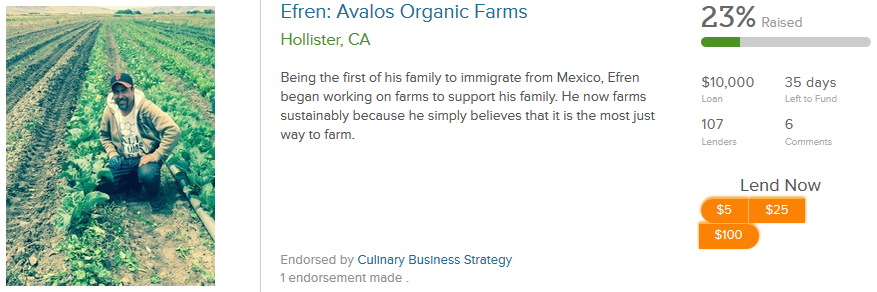 Efren: Avalos Organic Farms
Hollister, CA
Being the first of his family to immigrate from Mexico, Efren
began working on farms to support his family. He now farms
sustainably because he simply believes that it is the most just
way to farm.
Endorsed by Culinary Business Strategy
1 endorsement made .
23% Raised
$10,000 35 days
Loan Left to Fund
107 6
Lenders Comments
Lend Now
$5 $25
$100